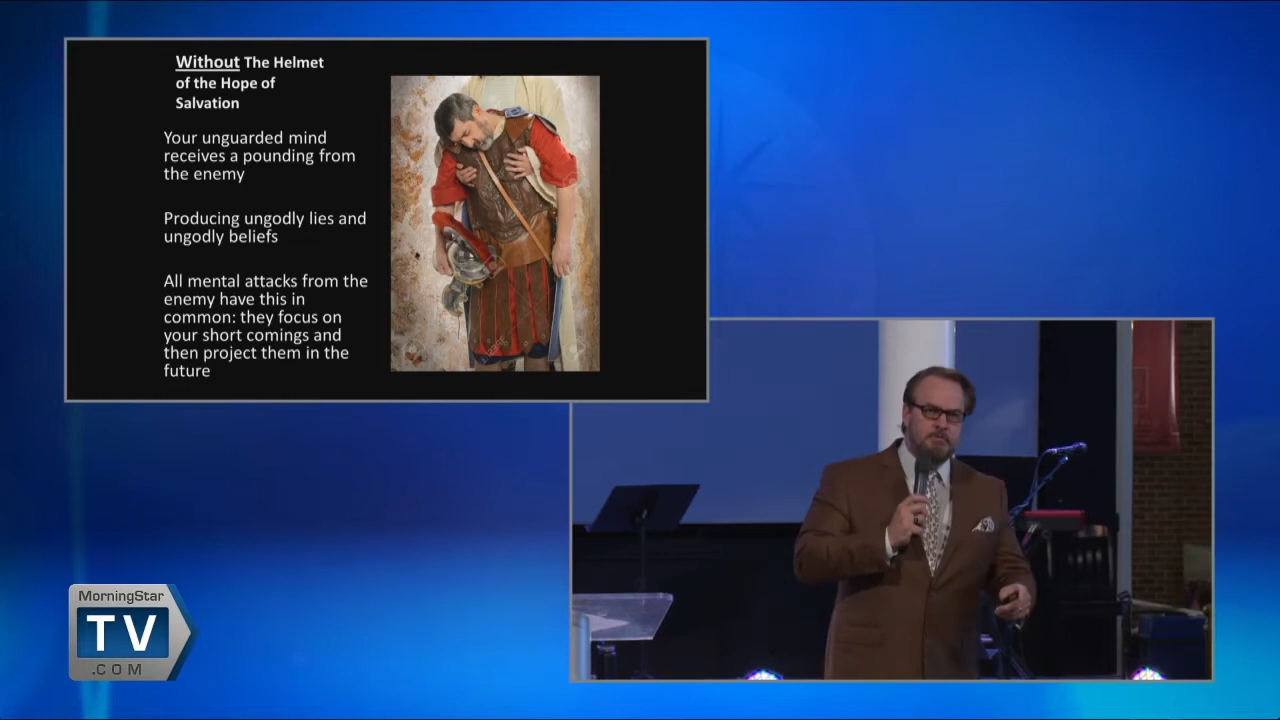 Without The Helmet
of the Hope of
Salvation
Your unguarded mind
receives a pounding from
the enemy
Producing ungodly lies and
ungodly beliefs
All mental attacks from the
enemy have this in
common: they focus on
your short comings and
then project them in the
future
MorningStar
TV
.COM